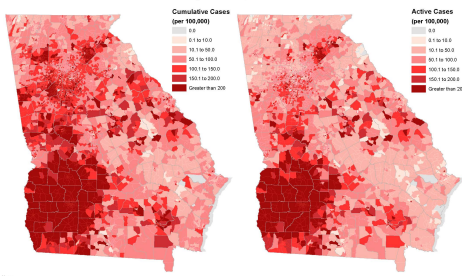 Cumulative Cases
(per 100,000)
0.0
0.1 to 10.0
10.1 to 50.0
50.1 to 100.0
100.1 to 150.0
150.1 to 200.0
Greater than 200
Active Cases
(per 100,000)
0.0
0.1 to 10.0
10.1 to 50.0
50.1 to 100.0
100.1 to 150.0
150.1 to 200.0
Greater than 20